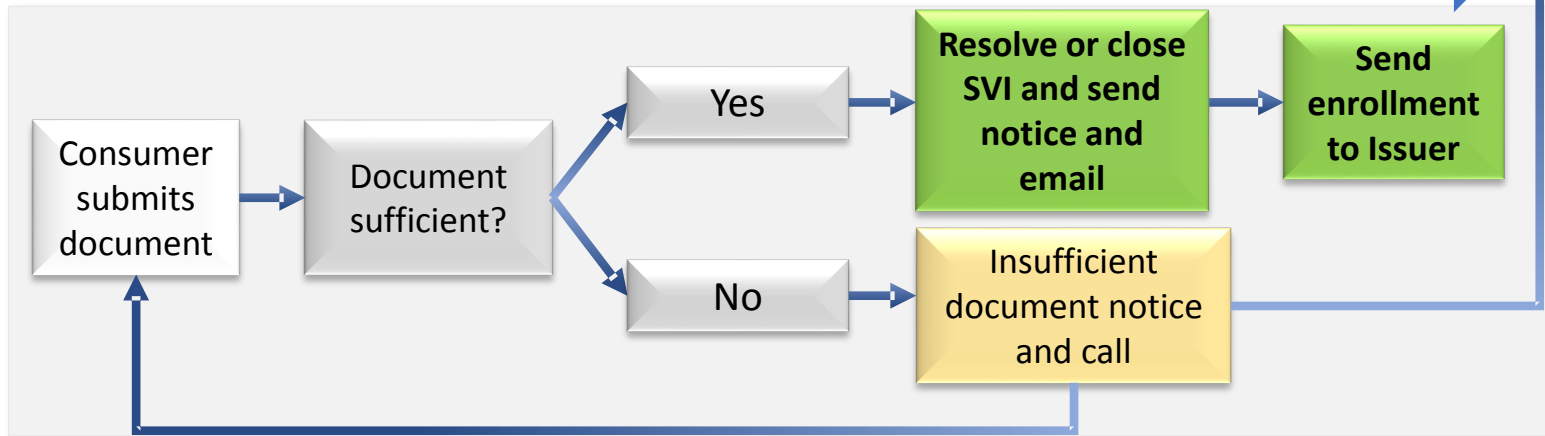 Consumer
submits
document
Document
sufficient?
Yes
Resolve or close
SVI and send
notice and
email
Send
enrollment
to Issuer
No
Insufficient
document notice
and call